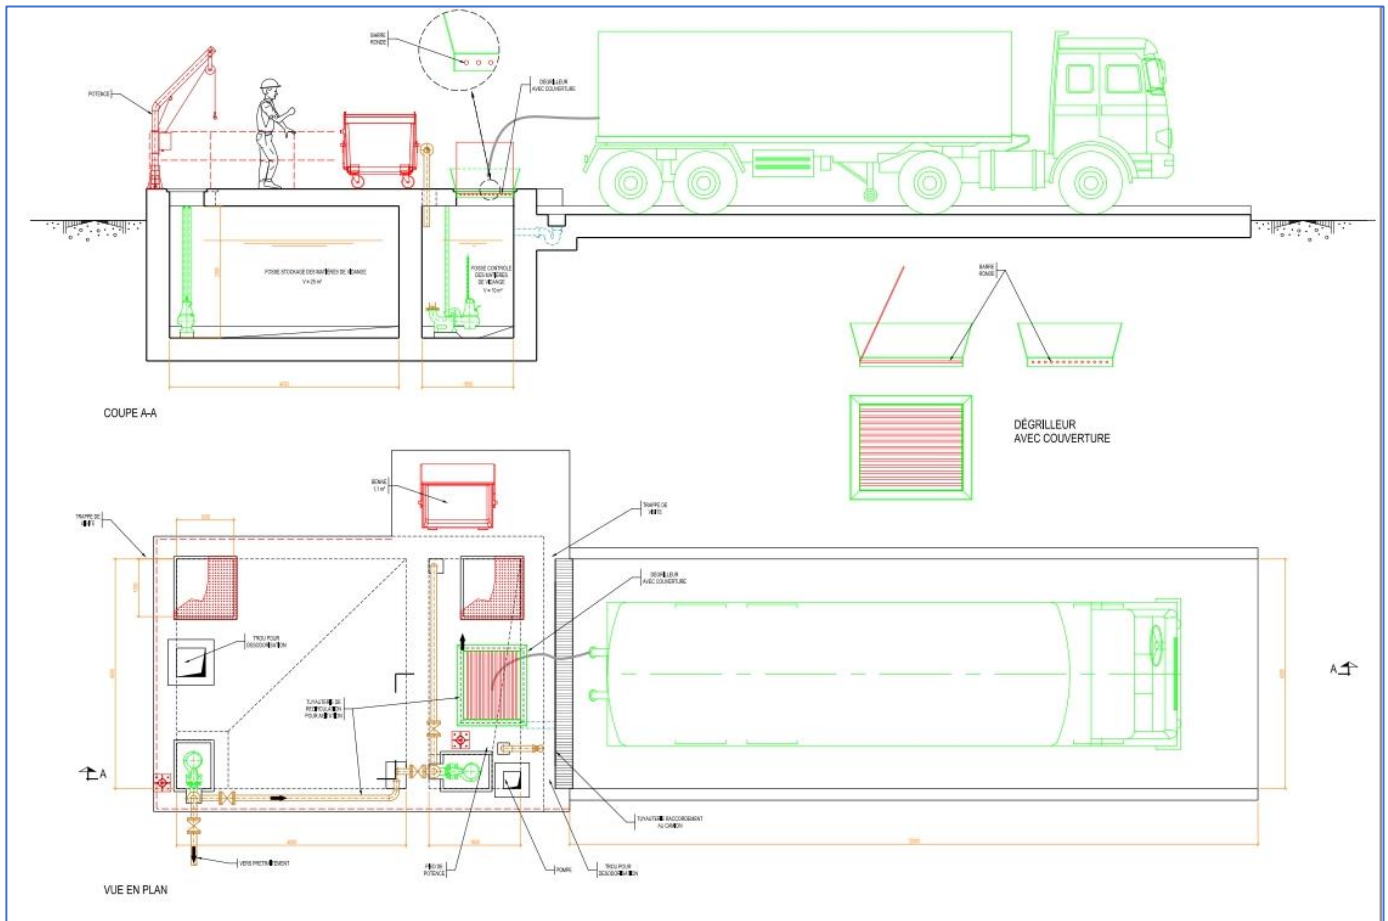 BARRE
RONDE
DÉGRILLEUR
AVEC COUVERTURE
POTENCE
FOSSE STOCKAGE DES MATIÈRES DE VIDANGE
V = 25 m³
FOSSE CONTROLE
DES MATIÈRES
DE VIDANGE
V = 10 m³
BARRE
RONDE
COUPE A-A
DÉGRILLEUR
AVEC COUVERTURE
BENNE
1,1 m³
TRAPPE DE
VISITE
TRAPPE DE
VISITE
DÉGRILLEUR
AVEC COUVERTURE
TROU POUR
DESODORISATION
TUYAUTERIE DE
RECIRCULATION
POUR AGITATION
A
A
TUYAUTERIE RACCORDEMENT
AU CAMION
VERS PRETRAITEMENT
PIED DE
POTENCE
POMPE
TROU POUR
DESODORISATION
VUE EN PLAN